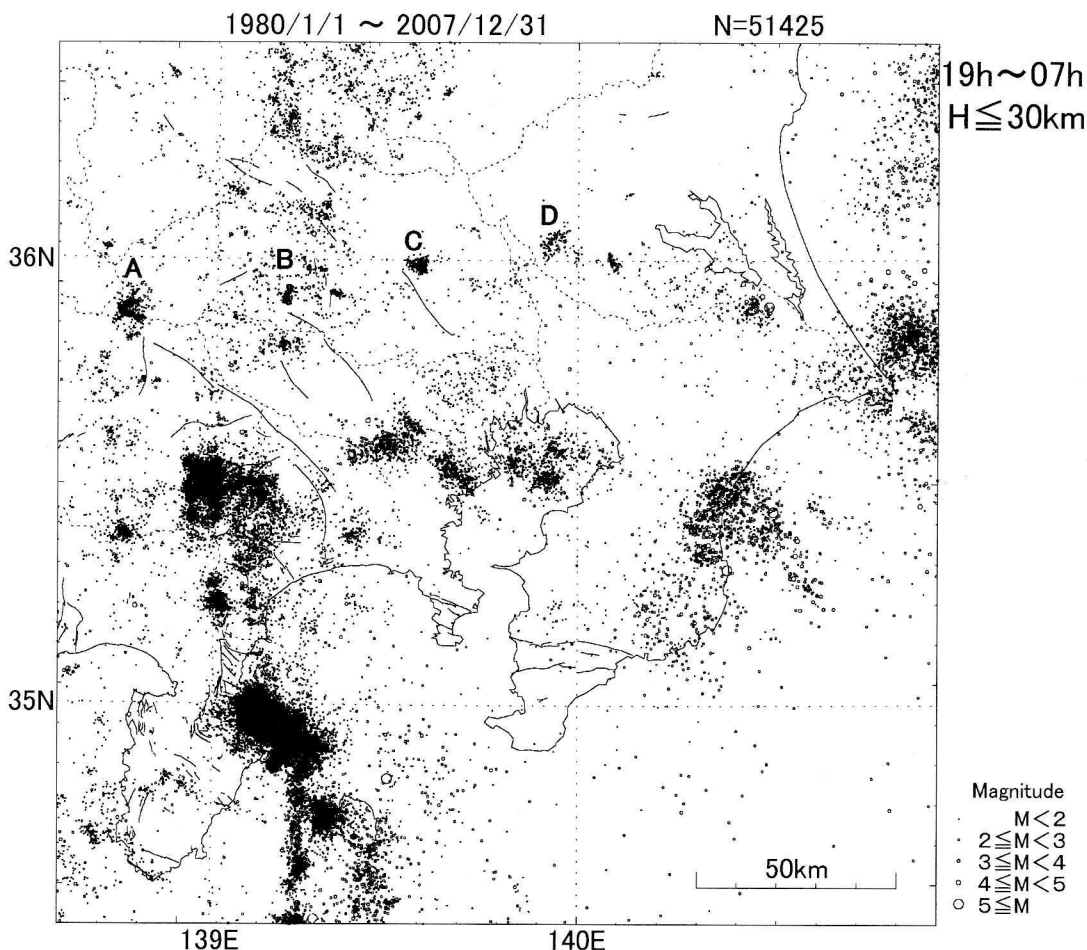 1980/1/1 ~ 2007/12/31 N=51425
19h~07h
H≦30km
D
C
36N
B
A
35N
Magnitude
M<2
2≦M<3
3≦M<4
4≦M<5
5≦M
50km
139E
140E